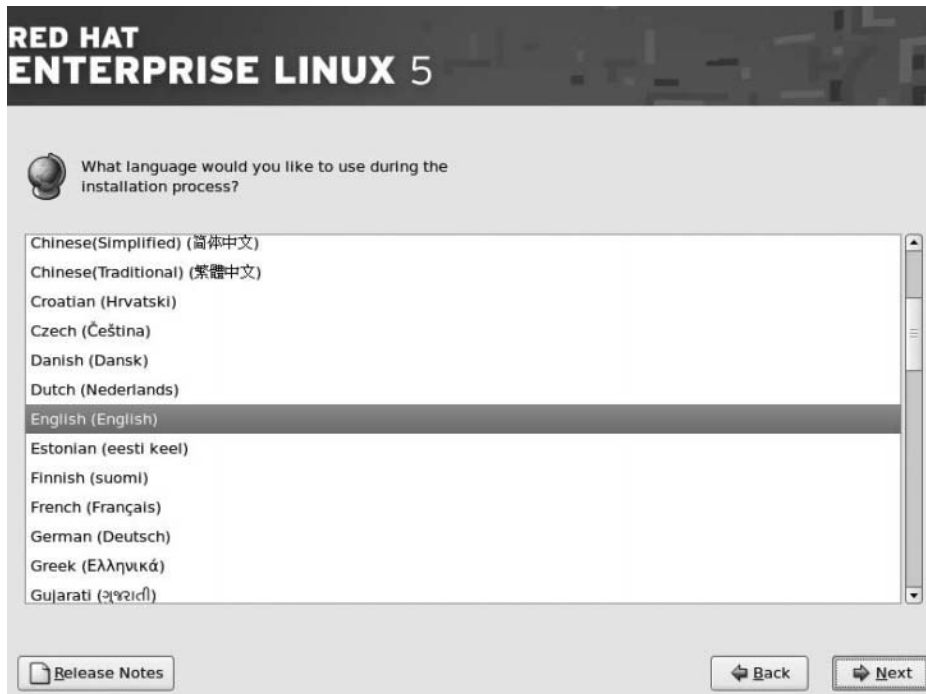 RED HAT
ENTERPRISE LINUX 5
What language would you like to use during the
installation process?
Chinese(Simplified) (简体中文)
Chinese(Traditional) (繁體中文)
Croatian (Hrvatski)
Czech (Čeština)
Danish (Dansk)
Dutch (Nederlands)
English (English)
Estonian (eesti keel)
Finnish (suomi)
French (Français)
German (Deutsch)
Greek (Ελληνικά)
Gujarati (ગુજરાતી)
Release Notes
Back
Next